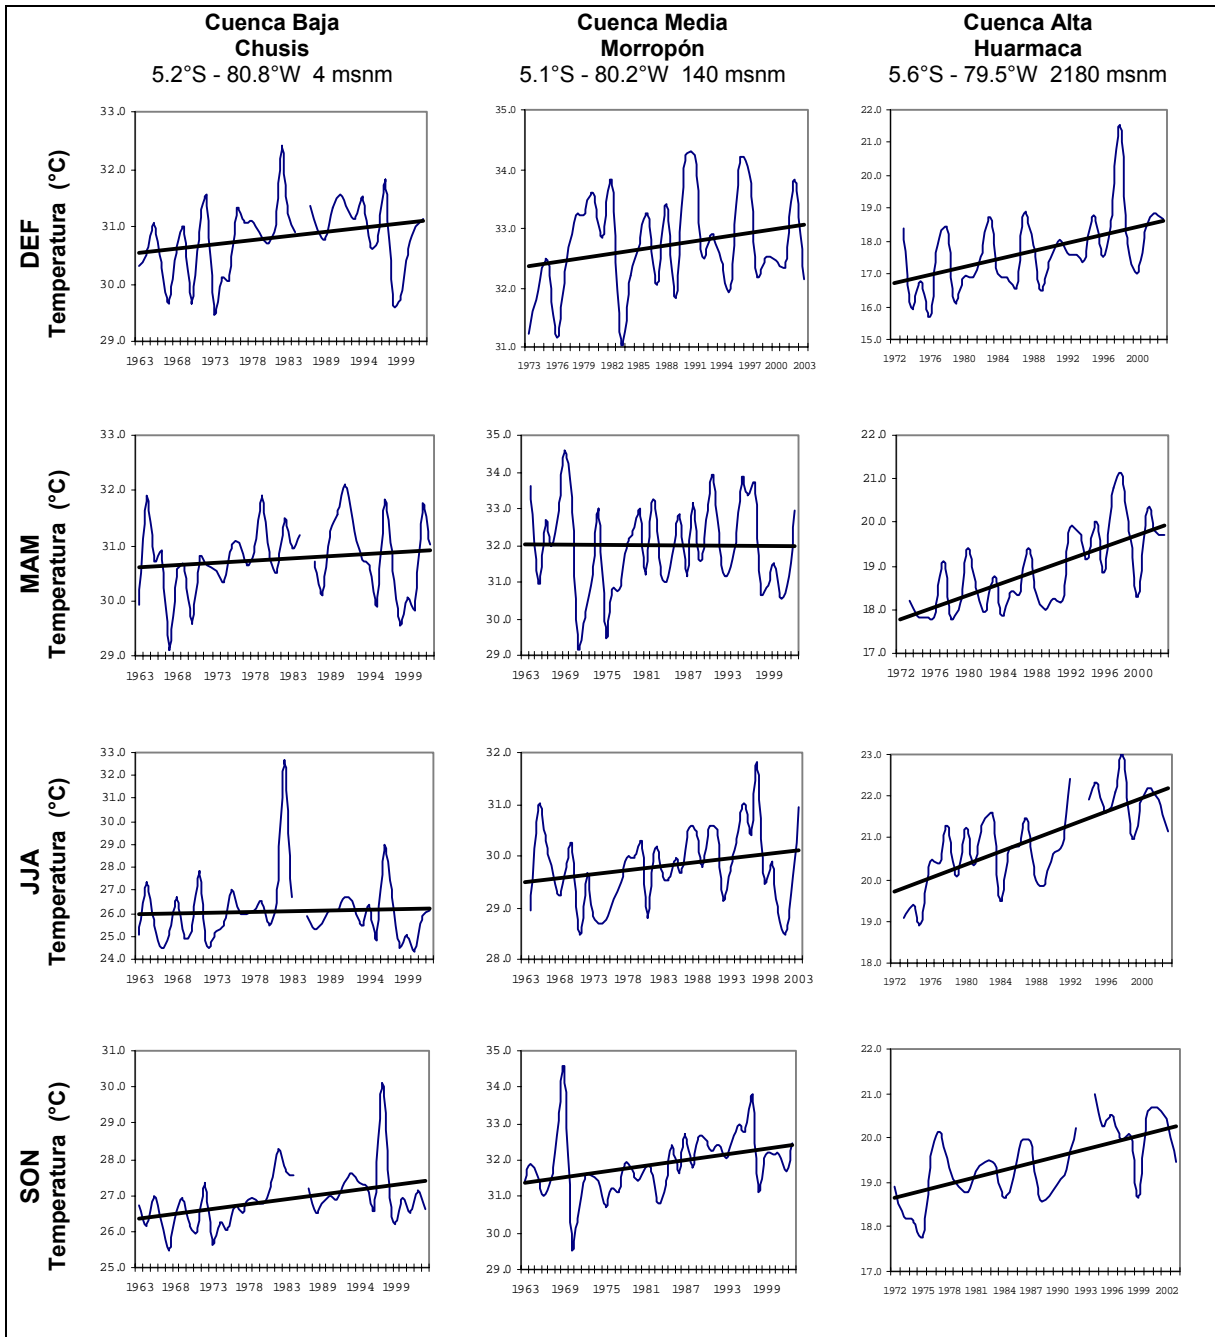 Cuenca Baja
Chusis
5.2°S - 80.8°W 4 msnm
Cuenca Media
Morropón
5.1°S - 80.2°W 140 msnm
Cuenca Alta
Huarmaca
5.6°S - 79.5°W 2180 msnm
DEF
Temperatura (°C)
33.0
32.0
31.0
30.0
29.0
1963 1968 1973 1978 1983 1989 1994 1999
35.0
34.0
33.0
32.0
31.0
1973 1976 1979 1982 1985 1988 1991 1994 1997 2000 2003
22.0
21.0
20.0
19.0
18.0
17.0
16.0
15.0
1972 1976 1980 1984 1988 1992 1996 2000
MAM
Temperatura (°C)
33.0
32.0
31.0
30.0
29.0
1963 1968 1973 1978 1983 1989 1994 1999
35.0
34.0
33.0
32.0
31.0
30.0
29.0
1963 1969 1975 1981 1987 1993 1999
22.0
21.0
20.0
19.0
18.0
17.0
1972 1976 1980 1984 1988 1992 1996 2000
JJA
Temperatura (°C)
33.0
32.0
31.0
30.0
29.0
28.0
27.0
26.0
25.0
24.0
1963 1968 1973 1978 1983 1989 1994 1999
32.0
31.0
30.0
29.0
28.0
1963 1968 1973 1978 1983 1988 1993 1998 2003
23.0
22.0
21.0
20.0
19.0
18.0
1972 1976 1980 1984 1988 1992 1996 2000
SON
Temperatura (°C)
31.0
30.0
29.0
28.0
27.0
26.0
25.0
1963 1968 1973 1978 1983 1989 1994 1999
35.0
34.0
33.0
32.0
31.0
30.0
29.0
1963 1969 1975 1981 1987 1993 1999
22.0
21.0
20.0
19.0
18.0
17.0
1972 1975 1978 1981 1984 1987 1990 1993 1996 1999 2002